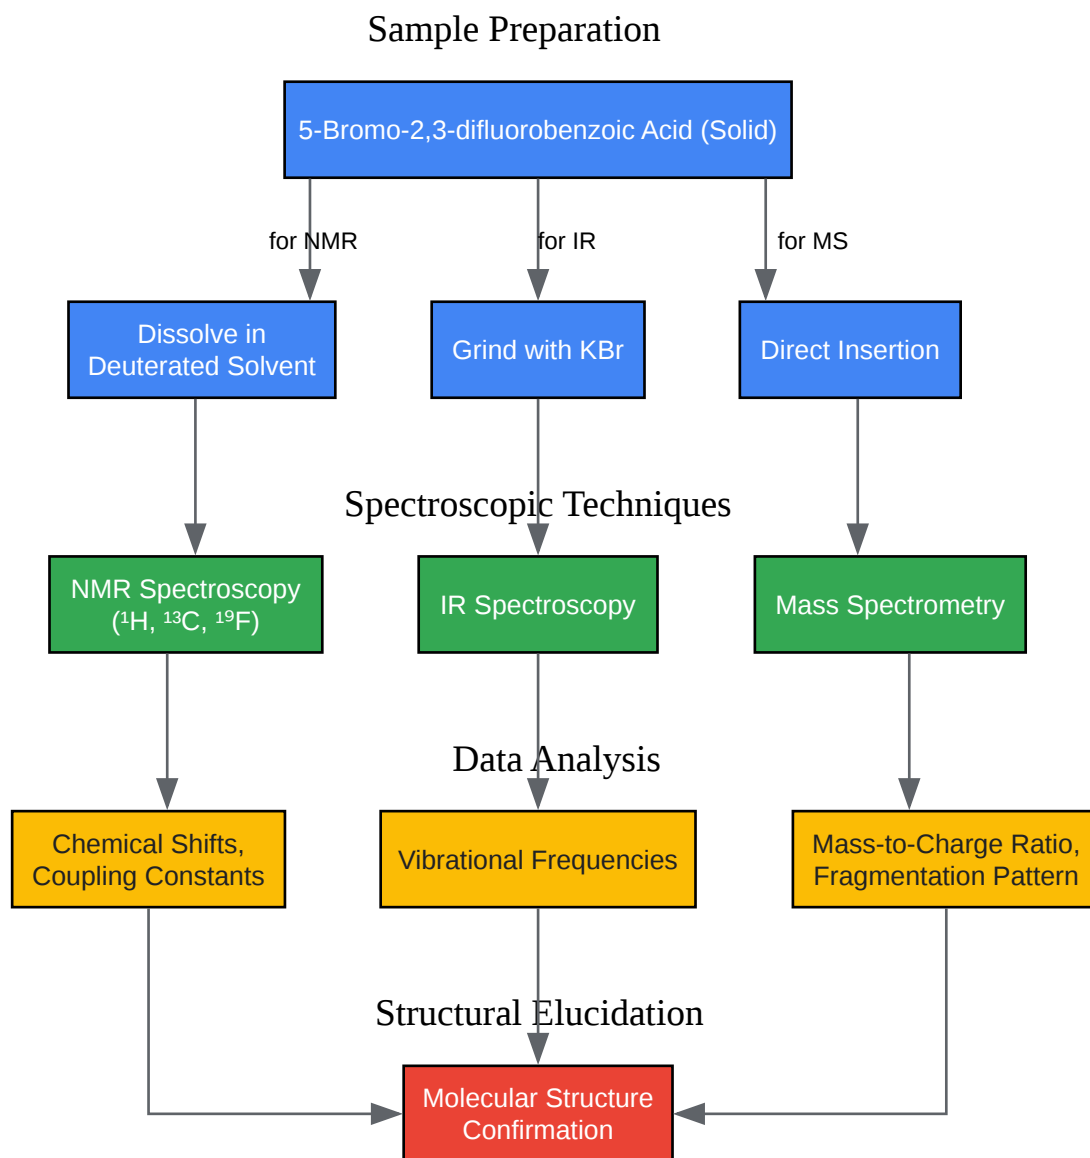 Sample Preparation
5-Bromo-2,3-difluorobenzoic Acid (Solid)
for NMR
for IR
for MS
Dissolve in
Deuterated Solvent
Grind with KBr
Direct Insertion
Spectroscopic Techniques
NMR Spectroscopy
(¹H, ¹³C, ¹⁹F)
IR Spectroscopy
Mass Spectrometry
Data Analysis
Chemical Shifts,
Coupling Constants
Vibrational Frequencies
Mass-to-Charge Ratio,
Fragmentation Pattern
Structural Elucidation
Molecular Structure
Confirmation